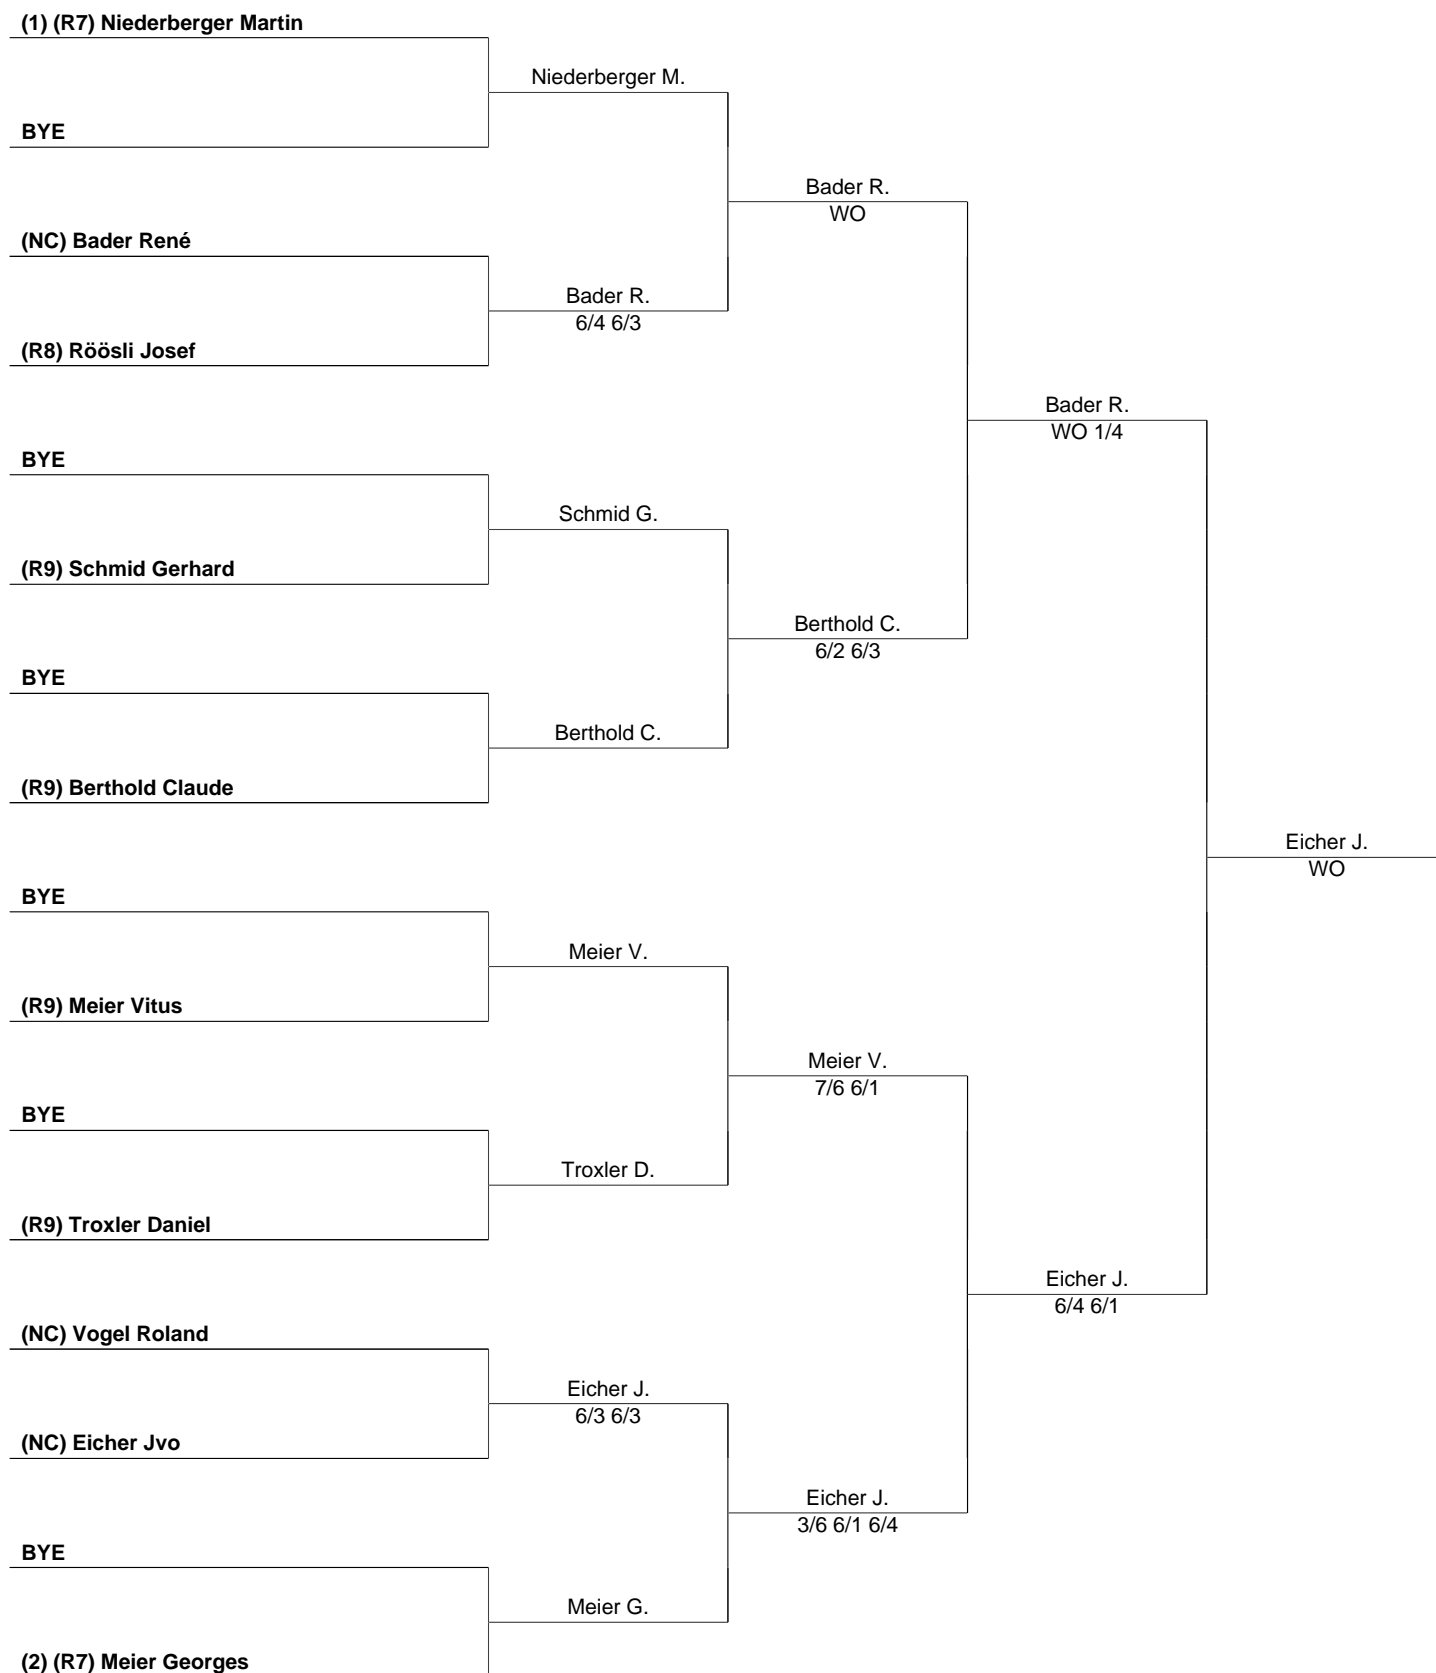 (1) (R7) Niederberger Martin
Niederberger M.
BYE
Bader R.
WO
(NC) Bader René
Bader R.
6/4 6/3
(R8) Röösli Josef
Bader R.
WO 1/4
BYE
Schmid G.
(R9) Schmid Gerhard
Berthold C.
6/2 6/3
BYE
Berthold C.
(R9) Berthold Claude
Eicher J.
WO
BYE
Meier V.
(R9) Meier Vitus
Meier V.
7/6 6/1
BYE
Troxler D.
(R9) Troxler Daniel
Eicher J.
6/4 6/1
(NC) Vogel Roland
Eicher J.
6/3 6/3
(NC) Eicher Jvo
Eicher J.
3/6 6/1 6/4
BYE
Meier G.
(2) (R7) Meier Georges